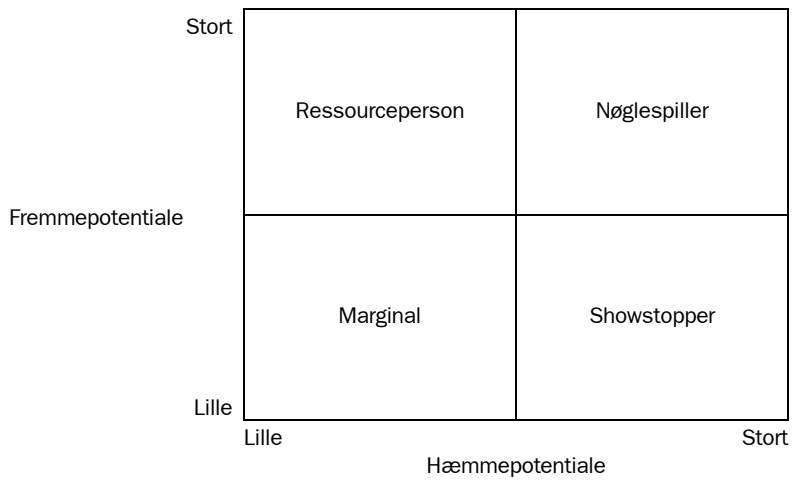 Stort
Ressourceperson
Nøglespiller
Fremmepotentiale
Marginal
Showstopper
Lille
Lille
Stort
Hæmmepotentiale